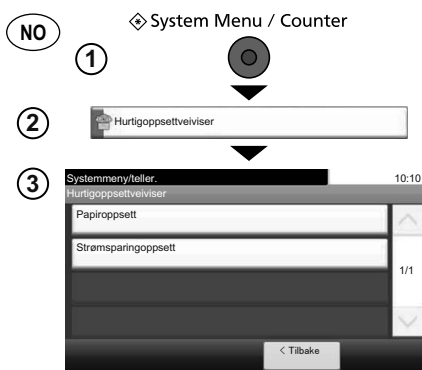 NO
System Menu / Counter
1
2
Hurtigoppsettveiviser
3
Systemmeny/teller.
10:10
Hurtigoppsettveiviser
Papiroppsett
Strømsparingoppsett
1/1
< Tilbake